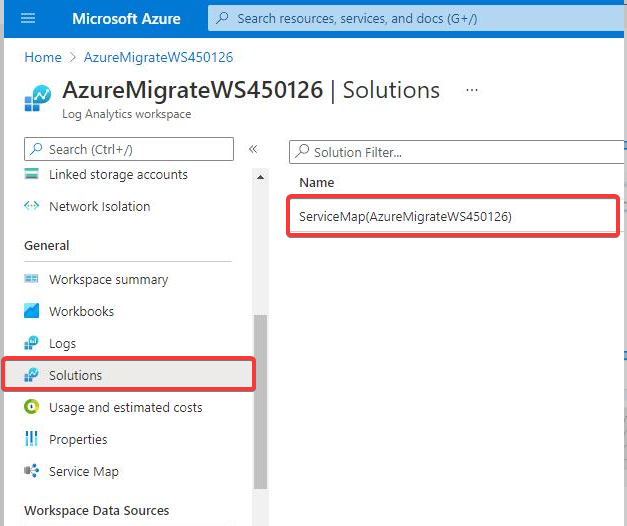 Microsoft Azure
Search resources, services, and docs (G+/)
Home > AzureMigrateWS450126
AzureMigrateWS450126 | Solutions ...
Log Analytics workspace
Search (Ctrl+/)
«
Linked storage accounts
Network Isolation
General
Workspace summary
Workbooks
Logs
Solutions
Usage and estimated costs
Properties
Service Map
Workspace Data Sources
Solution Filter...
Name
ServiceMap(AzureMigrateWS450126)